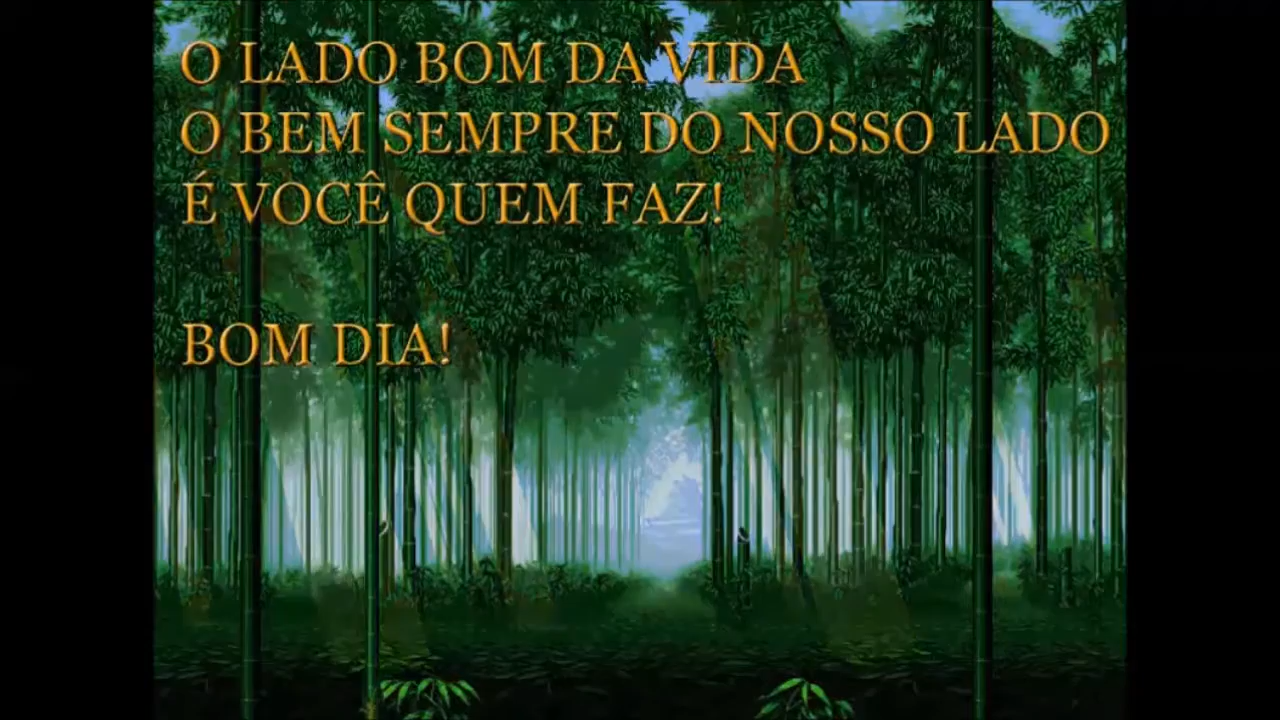 O LADO BOM DA VIDA
O BEM SEMPRE DO NOSSO LADO
É VOCÊ QUEM FAZ!
BOM DIA!